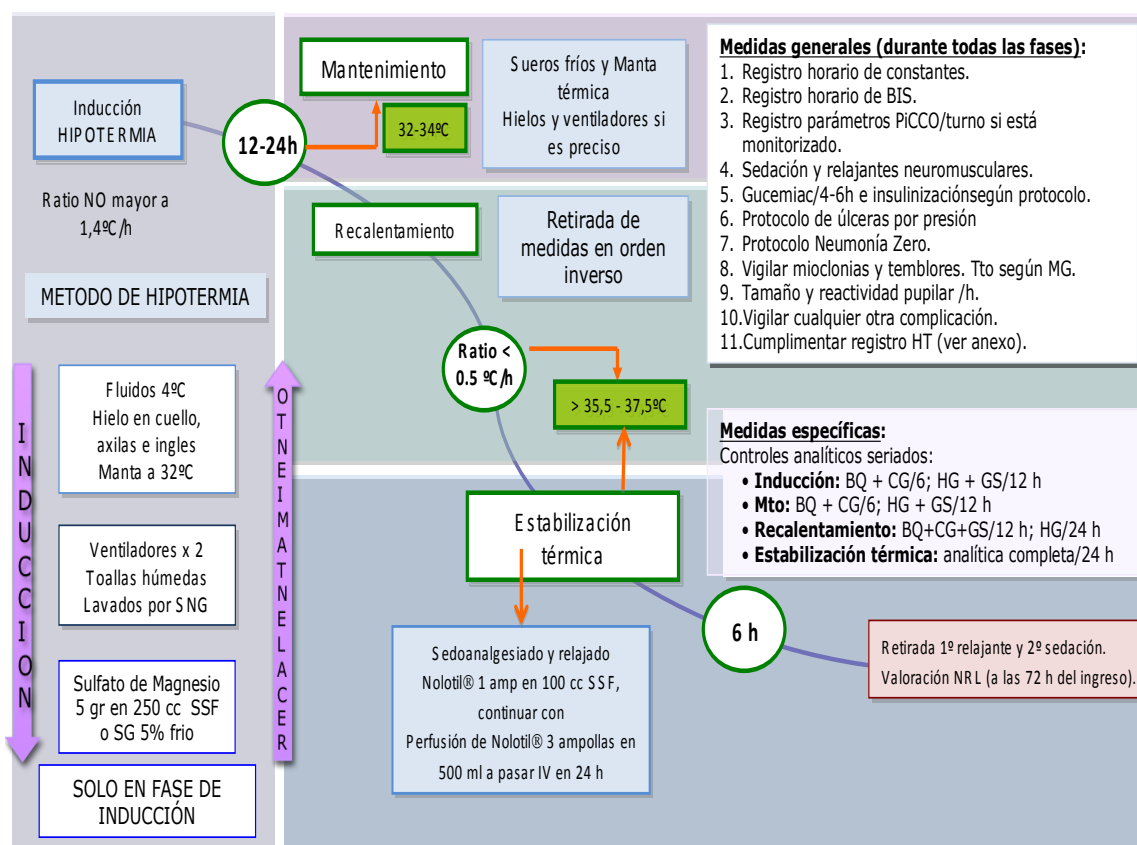 Inducción
HIPOTERMIA
Ratio NO mayor a
1,4ºC/h
METODO DE HIPOTERMIA
INDUCCION
Fluidos 4ºC
Hielo en cuello,
axilas e ingles
Manta a 32ºC
Ventiladores x 2
Toallas húmedas
Lavados por SNG
Sulfato de Magnesio
5 gr en 250 cc SSF
o SG 5% frio
SOLO EN FASE DE
INDUCCIÓN
OTNEIMATNELACER
12-24h
Mantenimiento
32-34ºC
Sueros fríos y Manta
térmica
Hielos y ventiladores si
es preciso
Recalentamiento
Retirada de
medidas en orden
inverso
Ratio <
0.5 ºC/h
> 35,5 - 37,5ºC
Estabilización
térmica
Sedoanalgesiado y relajado
Nolotil® 1 amp en 100 cc SSF,
continuar con
Perfusión de Nolotil® 3 ampollas en
500 ml a pasar IV en 24 h
6 h
Retirada 1º relajante y 2º sedación.
Valoración NRL (a las 72 h del ingreso).
Medidas generales (durante todas las fases):
1. Registro horario de constantes.
2. Registro horario de BIS.
3. Registro parámetros PiCCO/turno si está
monitorizado.
4. Sedación y relajantes neuromusculares.
5. Gucemiac/4-6h e insulinizaciónsegún protocolo.
6. Protocolo de úlceras por presión
7. Protocolo Neumonía Zero.
8. Vigilar mioclonias y temblores. Tto según MG.
9. Tamaño y reactividad pupilar /h.
10.Vigilar cualquier otra complicación.
11.Cumplimentar registro HT (ver anexo).
Medidas específicas:
Controles analíticos seriados:
• Inducción: BQ + CG/6; HG + GS/12 h
• Mto: BQ + CG/6; HG + GS/12 h
• Recalentamiento: BQ+CG+GS/12 h; HG/24 h
• Estabilización térmica: analítica completa/24 h